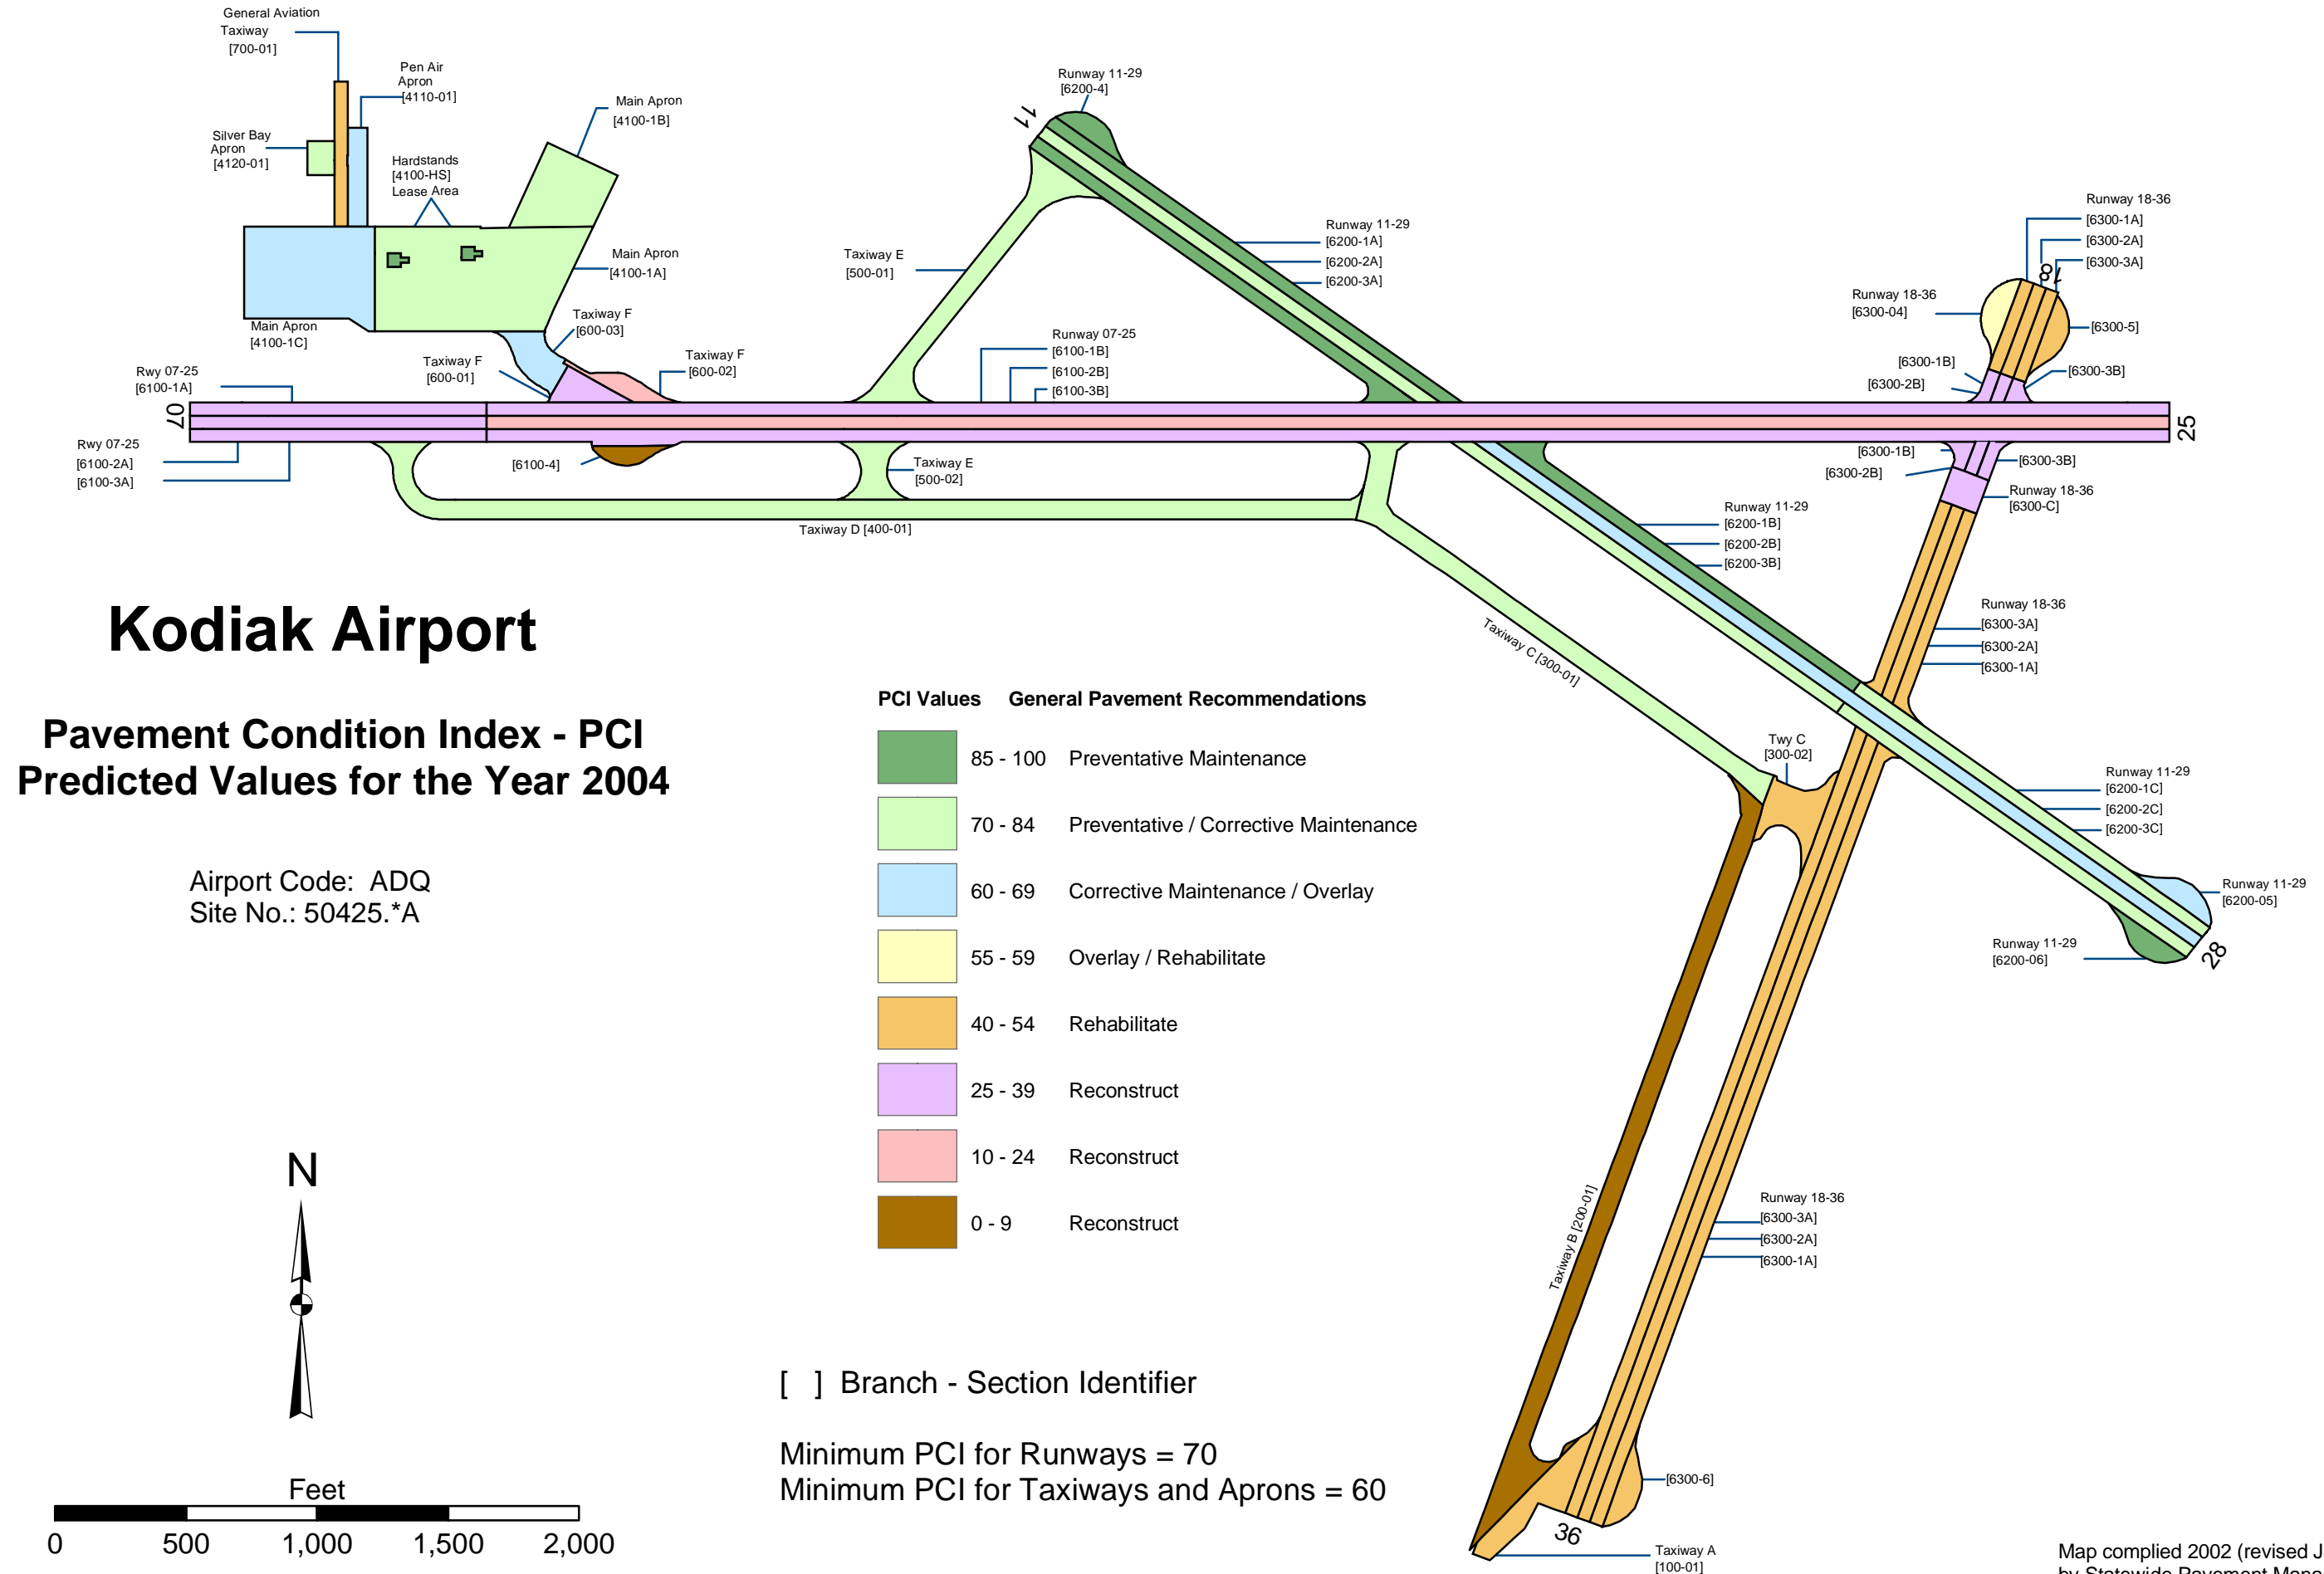 General Aviation
Taxiway
[700-01]
Pen Air
Apron
[4110-01]
Silver Bay
Apron
[4120-01]
Hardstands
[4100-HS]
Lease Area
Main Apron
[4100-1B]
Main Apron
[4100-1A]
Main Apron
[4100-1C]
Taxiway F
[600-03]
Taxiway F
[600-01]
Taxiway F
[600-02]
Rwy 07-25
[6100-1A]
07
Rwy 07-25
[6100-2A]
[6100-3A]
[6100-4]
Runway 11-29
[6200-4]
11
Taxiway E
[500-01]
Runway 11-29
[6200-1A]
[6200-2A]
[6200-3A]
Runway 07-25
[6100-1B]
[6100-2B]
[6100-3B]
Taxiway E
[500-02]
Taxiway D [400-01]
Runway 18-36
[6300-1A]
[6300-2A]
[6300-3A]
18
Runway 18-36
[6300-04]
[6300-5]
[6300-1B]
[6300-2B]
[6300-3B]
25
[6300-1B]
[6300-2B]
[6300-3B]
Runway 18-36
[6300-C]
Runway 11-29
[6200-1B]
[6200-2B]
[6200-3B]
Runway 18-36
[6300-3A]
[6300-2A]
[6300-1A]
Taxiway C [300-01]
Twy C
[300-02]
Runway 11-29
[6200-1C]
[6200-2C]
[6200-3C]
Runway 11-29
[6200-05]
Runway 11-29
[6200-06]
28
Taxiway B [200-01]
Runway 18-36
[6300-3A]
[6300-2A]
[6300-1A]
[6300-6]
36
Taxiway A
[100-01]
Kodiak Airport
Pavement Condition Index - PCI
Predicted Values for the Year 2004
Airport Code: ADQ
Site No.: 50425.*A
PCI Values General Pavement Recommendations
85 - 100 Preventative Maintenance
70 - 84 Preventative / Corrective Maintenance
60 - 69 Corrective Maintenance / Overlay
55 - 59 Overlay / Rehabilitate
40 - 54 Rehabilitate
25 - 39 Reconstruct
10 - 24 Reconstruct
0 - 9 Reconstruct
N
Feet
0 500 1,000 1,500 2,000
[ ] Branch - Section Identifier
Minimum PCI for Runways = 70
Minimum PCI for Taxiways and Aprons = 60
Map complied 2002 (revised J
by Statewide Pavement Mana